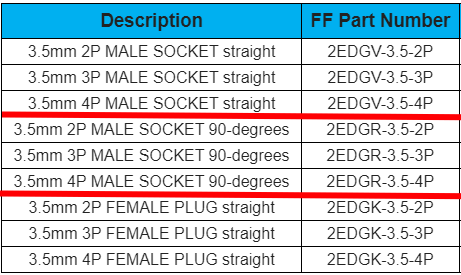 Description FF Part Number
3.5mm 2P MALE SOCKET straight 2EDGV-3.5-2P
3.5mm 3P MALE SOCKET straight 2EDGV-3.5-3P
3.5mm 4P MALE SOCKET straight 2EDGV-3.5-4P
3.5mm 2P MALE SOCKET 90-degrees 2EDGR-3.5-2P
3.5mm 3P MALE SOCKET 90-degrees 2EDGR-3.5-3P
3.5mm 4P MALE SOCKET 90-degrees 2EDGR-3.5-4P
3.5mm 2P FEMALE PLUG straight 2EDGK-3.5-2P
3.5mm 3P FEMALE PLUG straight 2EDGK-3.5-3P
3.5mm 4P FEMALE PLUG straight 2EDGK-3.5-4P